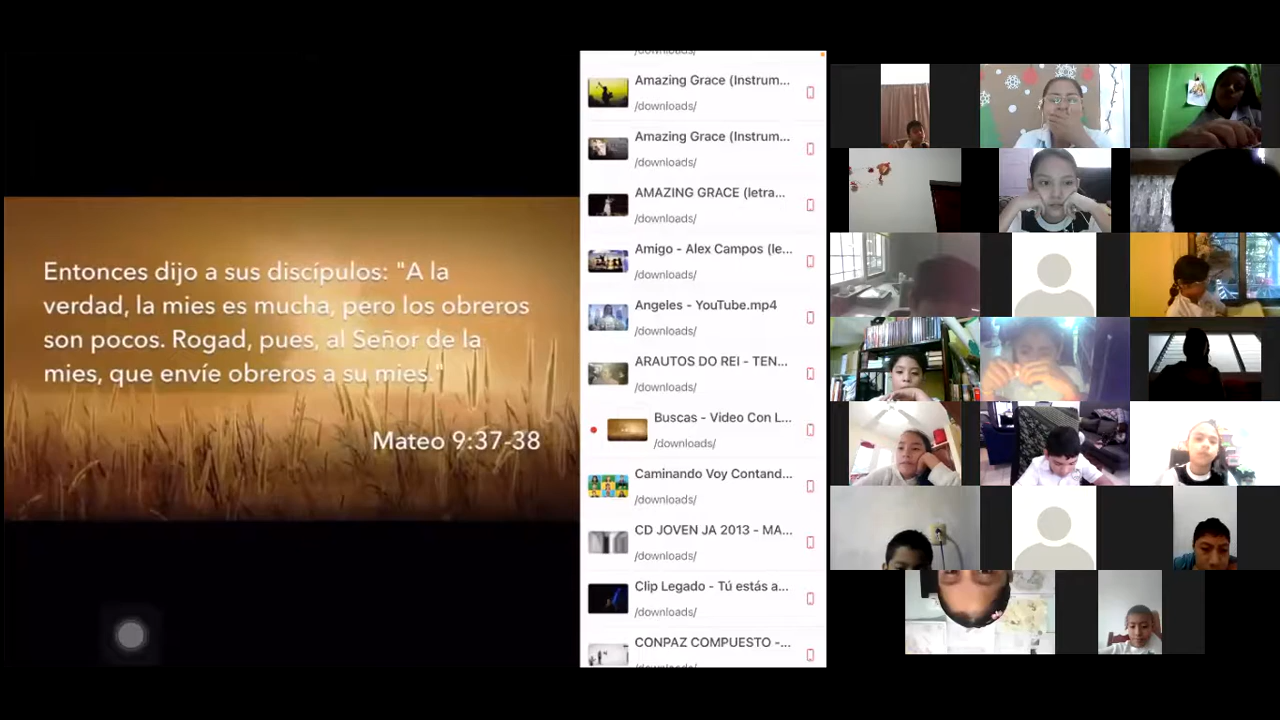 Entonces dijo a sus discípulos: "A la
verdad, la mies es mucha, pero los obreros
son pocos. Rogad, pues, al Señor de la
mies, que envíe obreros a su mies."
Mateo 9:37-38
/downloads/
Amazing Grace (Instrum...
/downloads/
Amazing Grace (Instrum...
/downloads/
AMAZING GRACE (letra...
/downloads/
Amigo - Alex Campos (le...
/downloads/
Angeles - YouTube.mp4
/downloads/
ARAUTOS DO REI - TEN...
/downloads/
Buscas - Video Con L...
/downloads/
Caminando Voy Contand...
/downloads/
CD JOVEN JA 2013 - MA...
/downloads/
Clip Legado - Tú estás a...
/downloads/
CONPAZ COMPUESTO -...
/downloads/